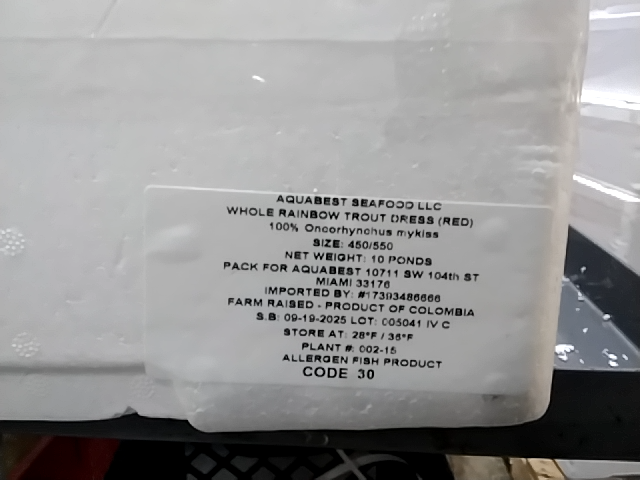 AQUABEST SEAFOOD LLC
WHOLE RAINBOW TROUT DRESS (RED)
100% Oncorhynchus mykiss
SIZE: 450/550
NET WEIGHT: 10 PONDS
PACK FOR AQUABEST 10711 SW 104th ST
MIAMI 33176
IMPORTED BY: #17393486666
FARM RAISED - PRODUCT OF COLOMBIA
S.B: 09-19-2025 LOT: 005041 IV C
STORE AT: 28°F / 36°F
PLANT #: 002-15
ALLERGEN FISH PRODUCT
CODE 30